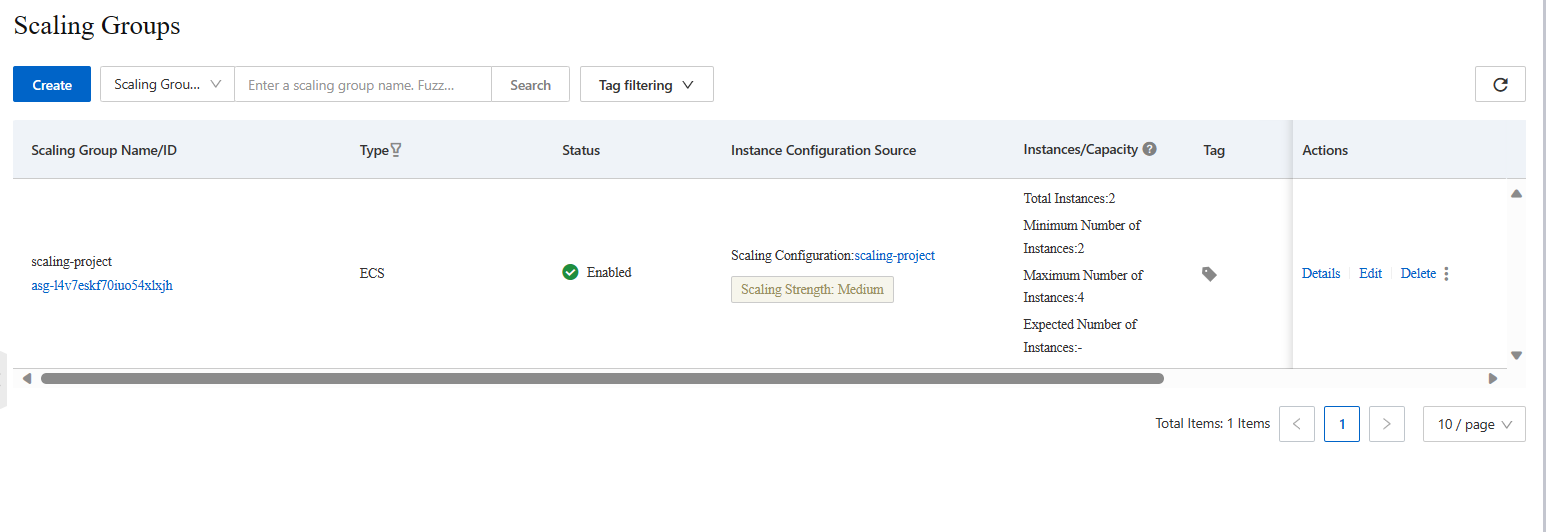 Scaling Groups
Create
Scaling Grou...
Enter a scaling group name. Fuzz...
Search
Tag filtering
Scaling Group Name/ID
Type
Status
Instance Configuration Source
Instances/Capacity
Tag
Actions
scaling-project
asg-l4v7eskf70iuo54xlxjh
ECS
Enabled
Scaling Configuration:scaling-project
Scaling Strength: Medium
Total Instances:2
Minimum Number of
Instances:2
Maximum Number of
Instances:4
Expected Number of
Instances:-
Details
Edit
Delete
Total Items: 1 Items
1
10 / page